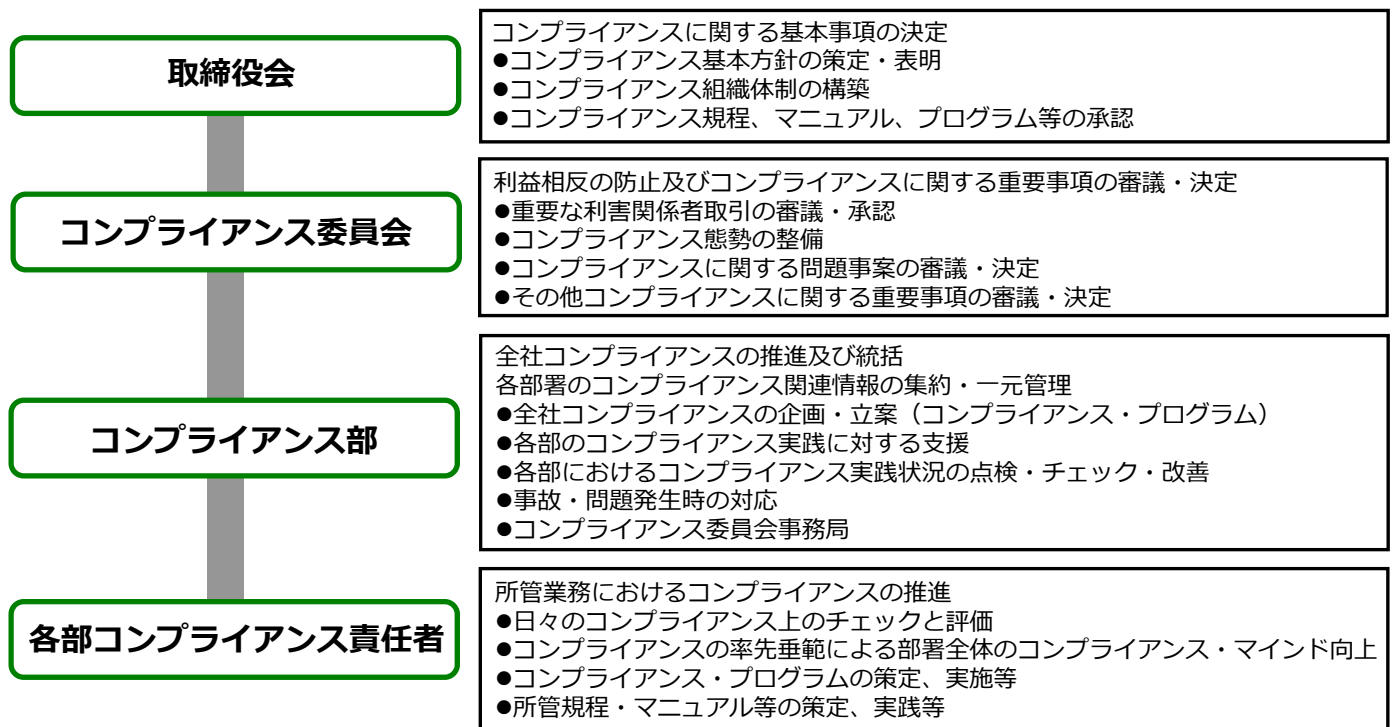 取締役会
コンプライアンスに関する基本事項の決定
●コンプライアンス基本方針の策定・表明
●コンプライアンス組織体制の構築
●コンプライアンス規程、マニュアル、プログラム等の承認
コンプライアンス委員会
利益相反の防止及びコンプライアンスに関する重要事項の審議・決定
●重要な利害関係者取引の審議・承認
●コンプライアンス態勢の整備
●コンプライアンスに関する問題事案の審議・決定
●その他コンプライアンスに関する重要事項の審議・決定
コンプライアンス部
全社コンプライアンスの推進及び統括
各部署のコンプライアンス関連情報の集約・一元管理
●全社コンプライアンスの企画・立案（コンプライアンス・プログラム）
●各部のコンプライアンス実践に対する支援
●各部におけるコンプライアンス実践状況の点検・チェック・改善
●事故・問題発生時の対応
●コンプライアンス委員会事務局
各部コンプライアンス責任者
所管業務におけるコンプライアンスの推進
●日々のコンプライアンス上のチェックと評価
●コンプライアンスの率先垂範による部署全体のコンプライアンス・マインド向上
●コンプライアンス・プログラムの策定、実施等
●所管規程・マニュアル等の策定、実践等